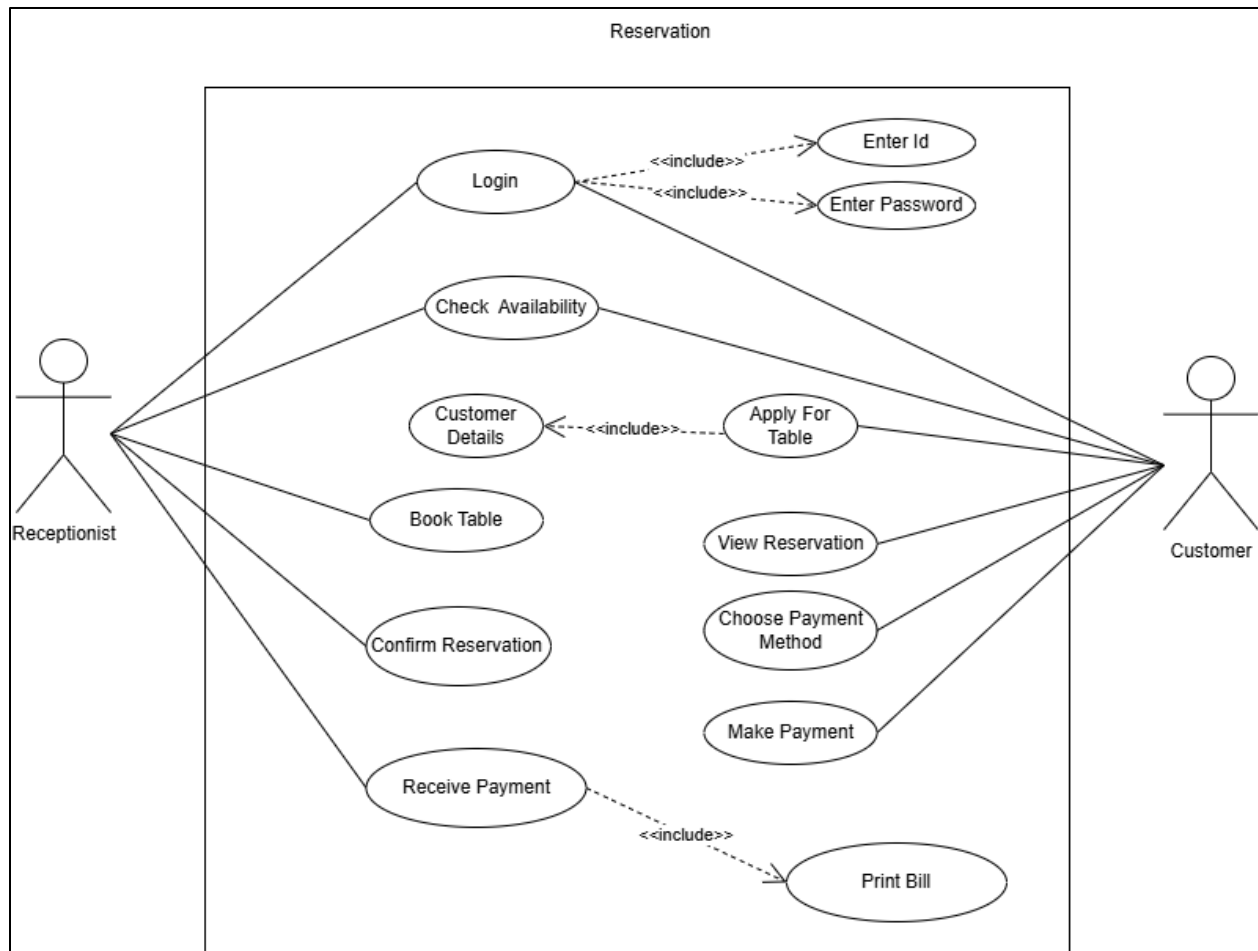 Reservation
Enter Id
<<include>>
Login
<<include>>
Enter Password
Check  Availability
Customer
Details
<<include>>
Apply For
Table
Book Table
Receptionist
View Reservation
Customer
Choose Payment
Method
Confirm Reservation
Make Payment
Receive Payment
<<include>>
Print Bill